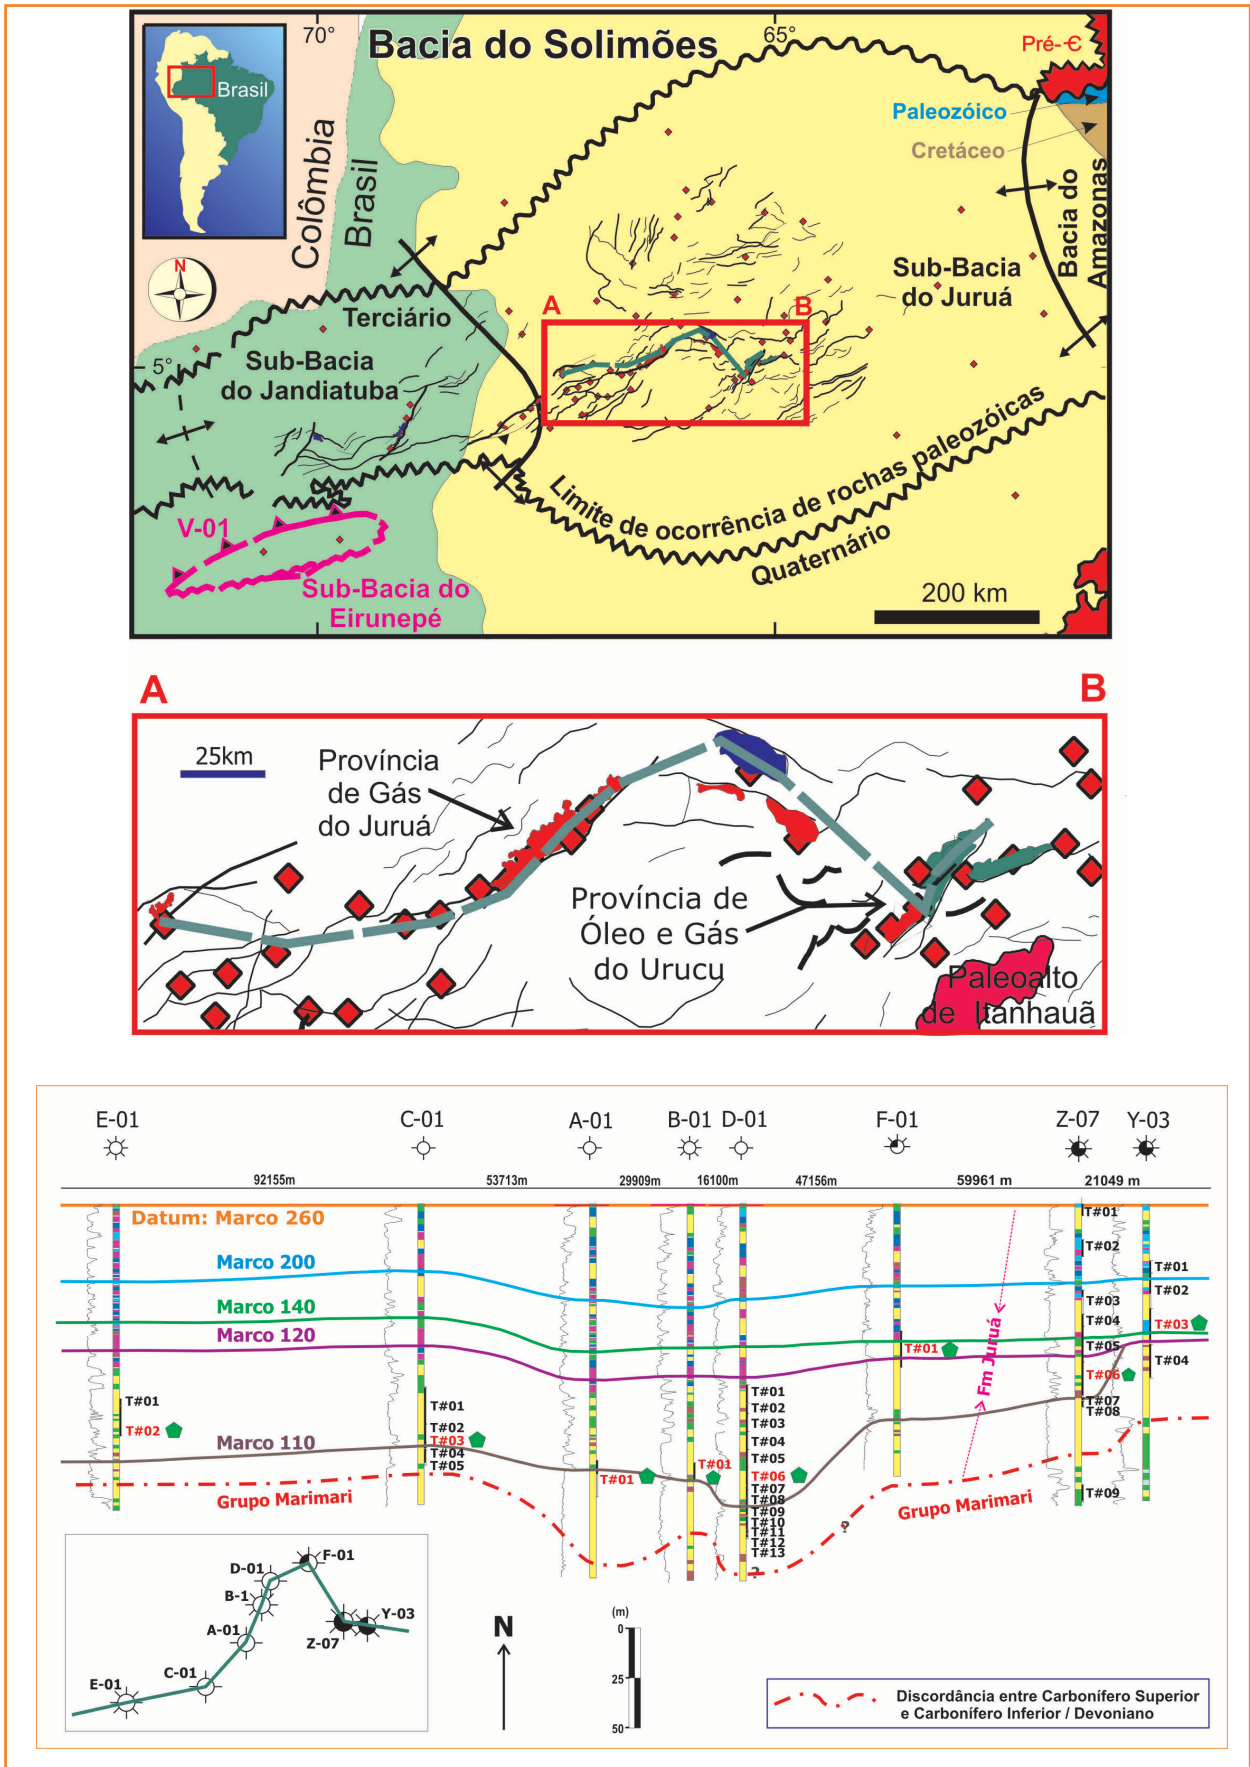 70°
Bacia do Solimões
65°
Pré-Є
Brasil
Paleozóico
Cretáceo
Colômbia
Brasil
Bacia do
Amazonas
N
Sub-Bacia
do Juruá
A
B
Terciário
5°
Sub-Bacia
do Jandiatuba
Limite de ocorrência de rochas paleozóicas
V-01
Quaternário
Sub-Bacia do
Eirunepé
200 km
A
B
25km
Província
de Gás
do Juruá
Província de
Óleo e Gás
do Urucu
Paleoalto
de Itanhauã
E-01
C-01
A-01
B-01
D-01
F-01
Z-07
Y-03
92155m
53713m
29909m
16100m
47156m
59961 m
21049 m
Datum: Marco 260
Marco 200
Marco 140
Marco 120
Marco 110
Grupo Marimari
T#01
T#02
T#01
T#02
T#03
T#04
T#05
T#01
T#01
T#01
T#02
T#03
T#04
T#05
T#06
T#07
T#08
T#09
T#10
T#11
T#12
T#13
?
?
T#01
Fm Juruá
Grupo Marimari
T#01
T#02
T#03
T#04
T#05
T#06
T#07
T#08
T#09
T#01
T#02
T#03
T#04
F-01
D-01
B-1
A-01
Y-03
Z-07
C-01
E-01
N
(m)
0
25
50
Discordância entre Carbonífero Superior
e Carbonífero Inferior / Devoniano